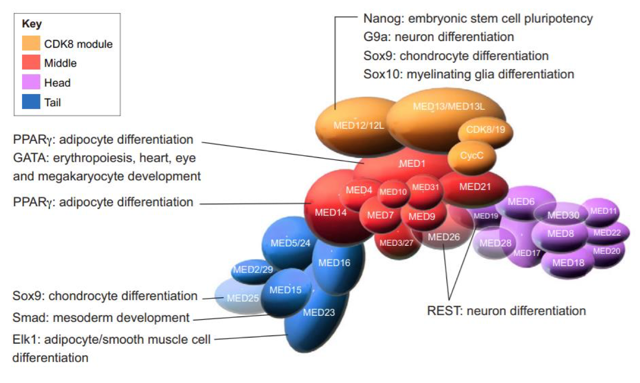 Key
CDK8 module
Middle
Head
Tail
Nanog: embryonic stem cell pluripotency
G9a: neuron differentiation
Sox9: chondrocyte differentiation
Sox10: myelinating glia differentiation
PPARγ: adipocyte differentiation
GATA: erythropoiesis, heart, eye
and megakaryocyte development
PPARγ: adipocyte differentiation
MED12/12L
MED13/MED13L
CDK8/19
CycC
MED1
MED4
MED10
MED31
MED21
MED14
MED7
MED9
MED3/27
MED26
MED19
MED6
MED30
MED11
MED28
MED17
MED8
MED22
MED20
MED18
MED5/24
MED16
MED2/29
MED25
MED15
MED23
Sox9: chondrocyte differentiation
Smad: mesoderm development
Elk1: adipocyte/smooth muscle cell
differentiation
REST: neuron differentiation